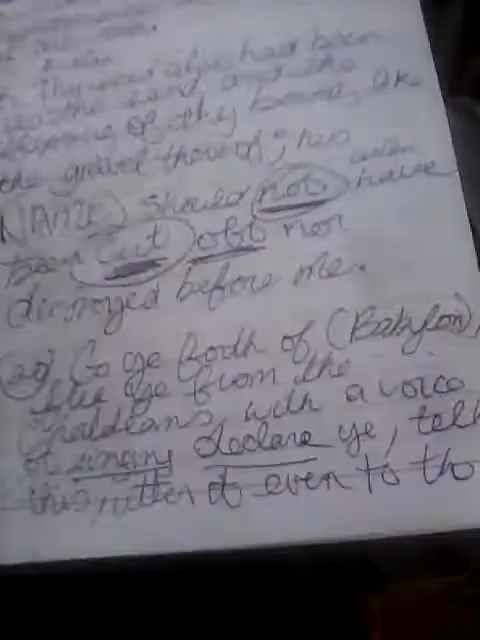 Thy seed also had been
as the sand and the
of thy bowels like
the gravel thereof; his
NAME) should not have
been cut off nor
destroyed before me.
(20) Go ye forth of (Babylon),
flee ye from the
Chaldeans, with a voice
of singing declare ye, tell
this, utter it even to the